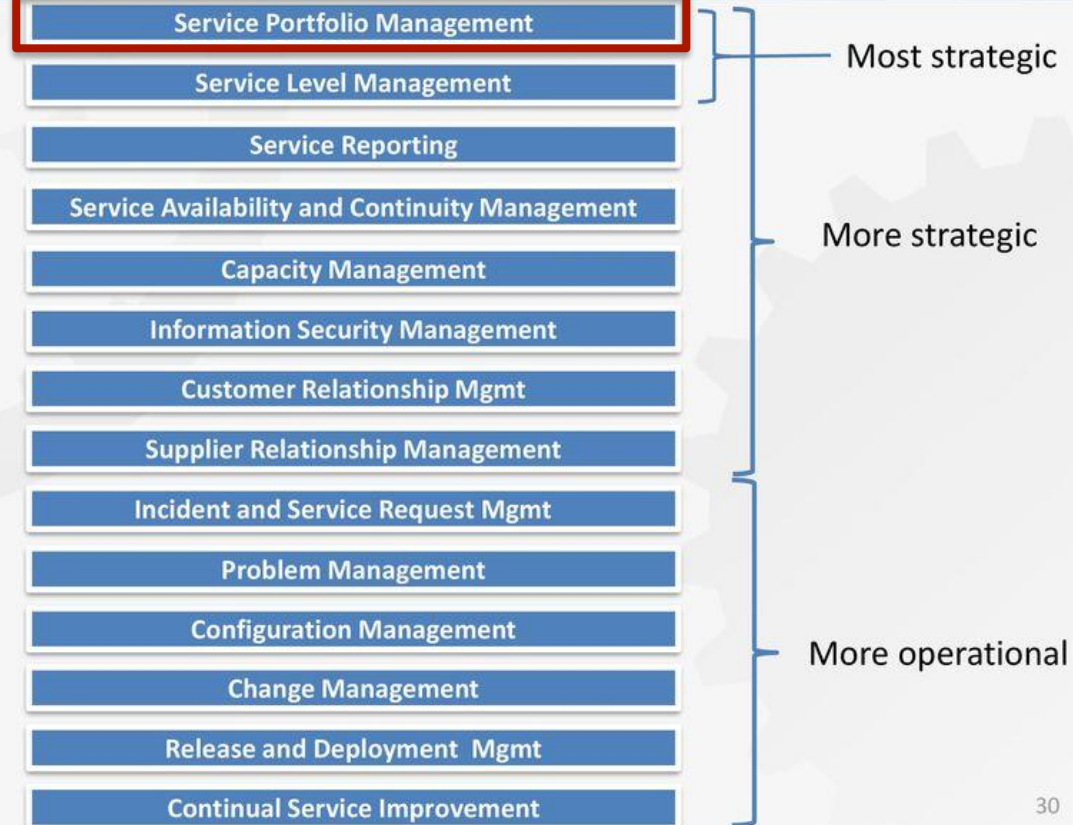 Service Portfolio Management
Service Level Management
Service Reporting
Service Availability and Continuity Management
Capacity Management
Information Security Management
Customer Relationship Mgmt
Supplier Relationship Management
Incident and Service Request Mgmt
Problem Management
Configuration Management
Change Management
Release and Deployment Mgmt
Continual Service Improvement
Most strategic
More strategic
More operational
30